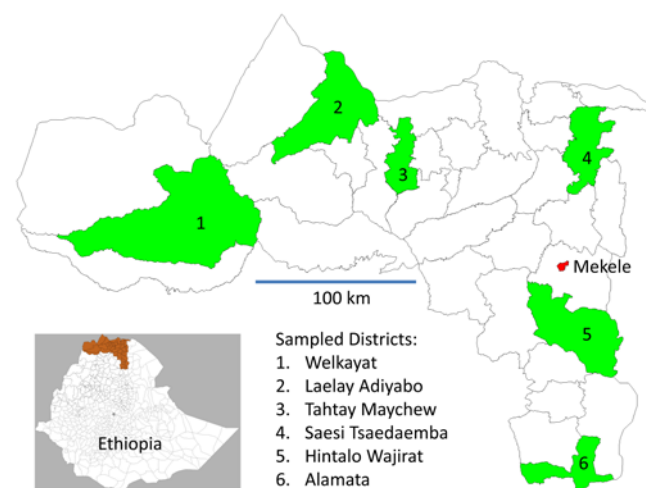 2
4
3
1
Mekele
100 km
5
Sampled Districts:
1. Welkayat
2. Laelay Adiyabo
3. Tahtay Maychew
4. Saesi Tsaedaemba
5. Hintalo Wajirat
6. Alamata
Ethiopia
6